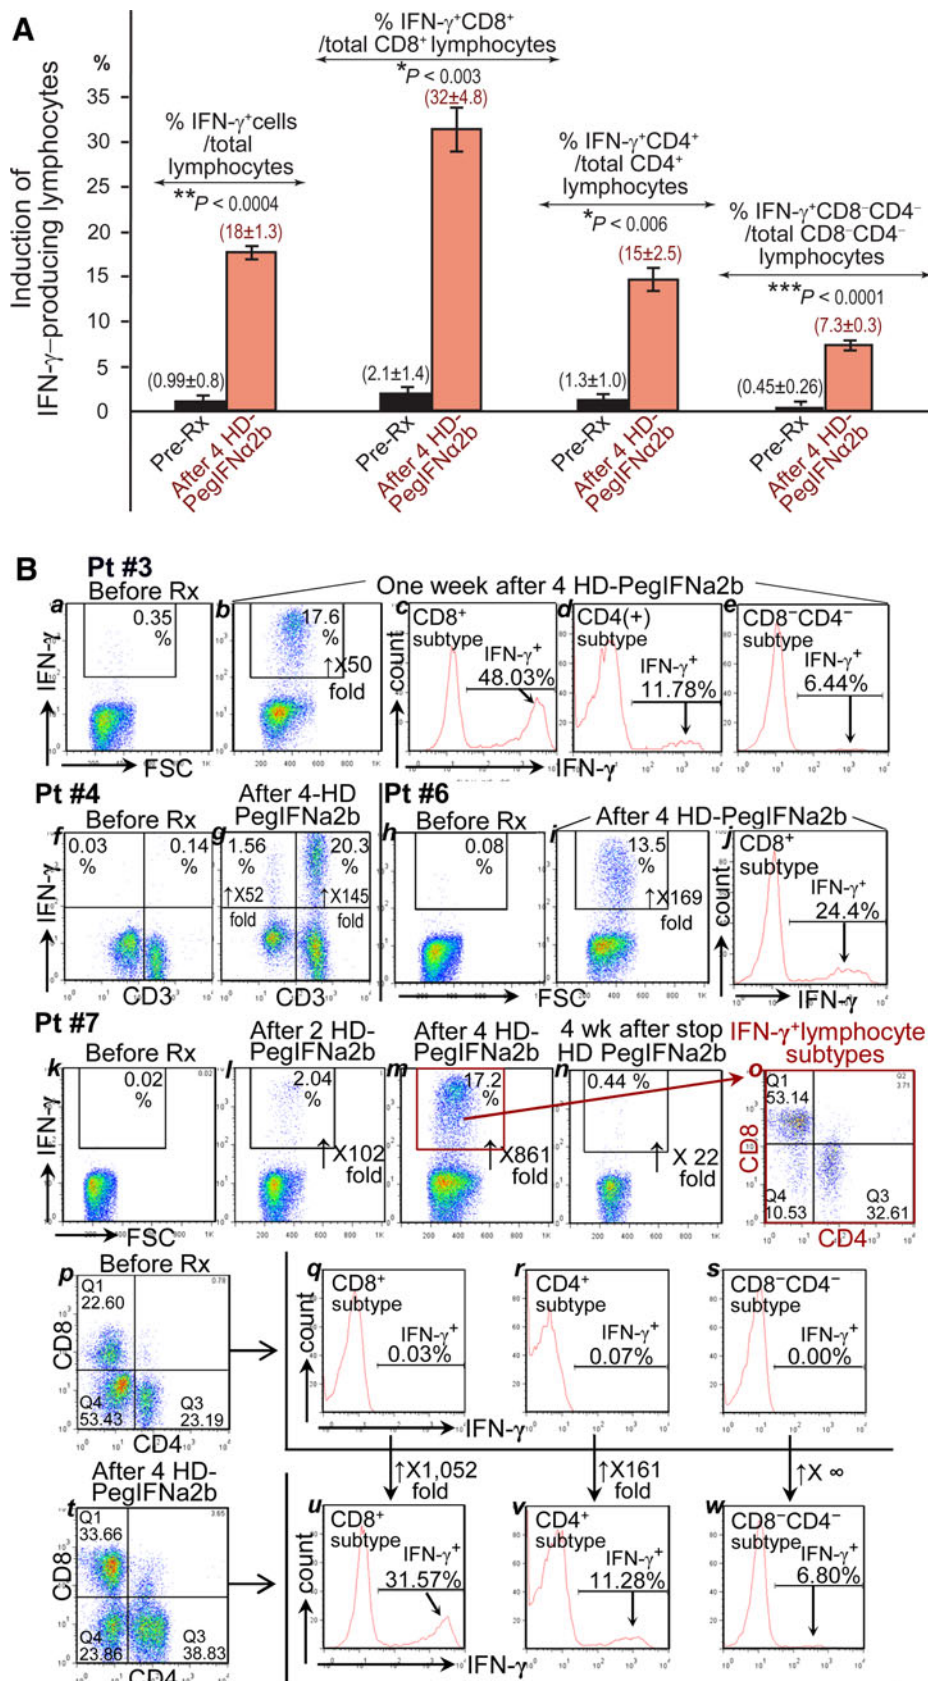 A
% IFN-γ⁺CD8⁺
/total CD8⁺ lymphocytes
*P < 0.003
(32±4.8)
% IFN-γ⁺cells
/total
lymphocytes
**P < 0.0004
(18±1.3)
% IFN-γ⁺CD4⁺
/total CD4⁺
lymphocytes
*P < 0.006
(15±2.5)
% IFN-γ⁺CD8⁻CD4⁻
/total CD8⁻CD4⁻
lymphocytes
***P < 0.0001
(7.3±0.3)
Induction of
IFN-γ–producing lymphocytes
%
35
30
25
20
15
10
5
0
(0.99±0.8)
(2.1±1.4)
(1.3±1.0)
(0.45±0.26)
Pre-Rx
After 4 HD-
PegIFNα2b
Pre-Rx
After 4 HD-
PegIFNα2b
Pre-Rx
After 4 HD-
PegIFNα2b
Pre-Rx
After 4 HD-
PegIFNα2b
B
Pt #3
Before Rx
One week after 4 HD-PegIFNa2b
a
0.35
%
IFN-γ
FSC
b
17.6
%
↑X50
fold
c
CD8⁺
subtype
IFN-γ⁺
48.03%
count
d
CD4(+)
subtype
IFN-γ⁺
11.78%
e
CD8⁻CD4⁻
subtype
IFN-γ⁺
6.44%
IFN-γ
Pt #4
Before Rx
After 4-HD
PegIFNa2b
f
0.03
%
0.14
%
IFN-γ
CD3
g
1.56
%
20.3
%
↑X52
fold
↑X145
fold
CD3
Pt #6
Before Rx
After 4 HD-PegIFNa2b
h
0.08
%
i
13.5
%
↑X169
fold
FSC
j
CD8⁺
subtype
IFN-γ⁺
24.4%
count
IFN-γ
Pt #7
Before Rx
After 2 HD-
PegIFNa2b
After 4 HD-
PegIFNa2b
4 wk after stop
HD PegIFNa2b
IFN-γ⁺lymphocyte
subtypes
k
0.02
0.02
%
IFN-γ
FSC
l
2.04
%
X102
fold
m
17.2
%
X861
fold
n
0.44 %
X 22
fold
o
Q1
53.14
Q2
3.71
Q4
10.53
Q3
32.61
CD8
CD4
Before Rx
p
Q1
22.60
0.78
Q4
53.43
Q3
23.19
CD8
CD4
q
CD8⁺
subtype
IFN-γ⁺
0.03%
count
r
CD4⁺
subtype
IFN-γ⁺
0.07%
s
CD8⁻CD4⁻
subtype
IFN-γ⁺
0.00%
IFN-γ
↑X1,052
fold
↑X161
fold
↑X ∞
After 4 HD-
PegIFNa2b
t
Q1
33.66
3.65
Q4
23.86
Q3
38.83
CD8
CD4
u
CD8⁺
subtype
IFN-γ⁺
31.57%
count
v
CD4⁺
subtype
IFN-γ⁺
11.28%
w
CD8⁻CD4⁻
subtype
IFN-γ⁺
6.80%
IFN-γ